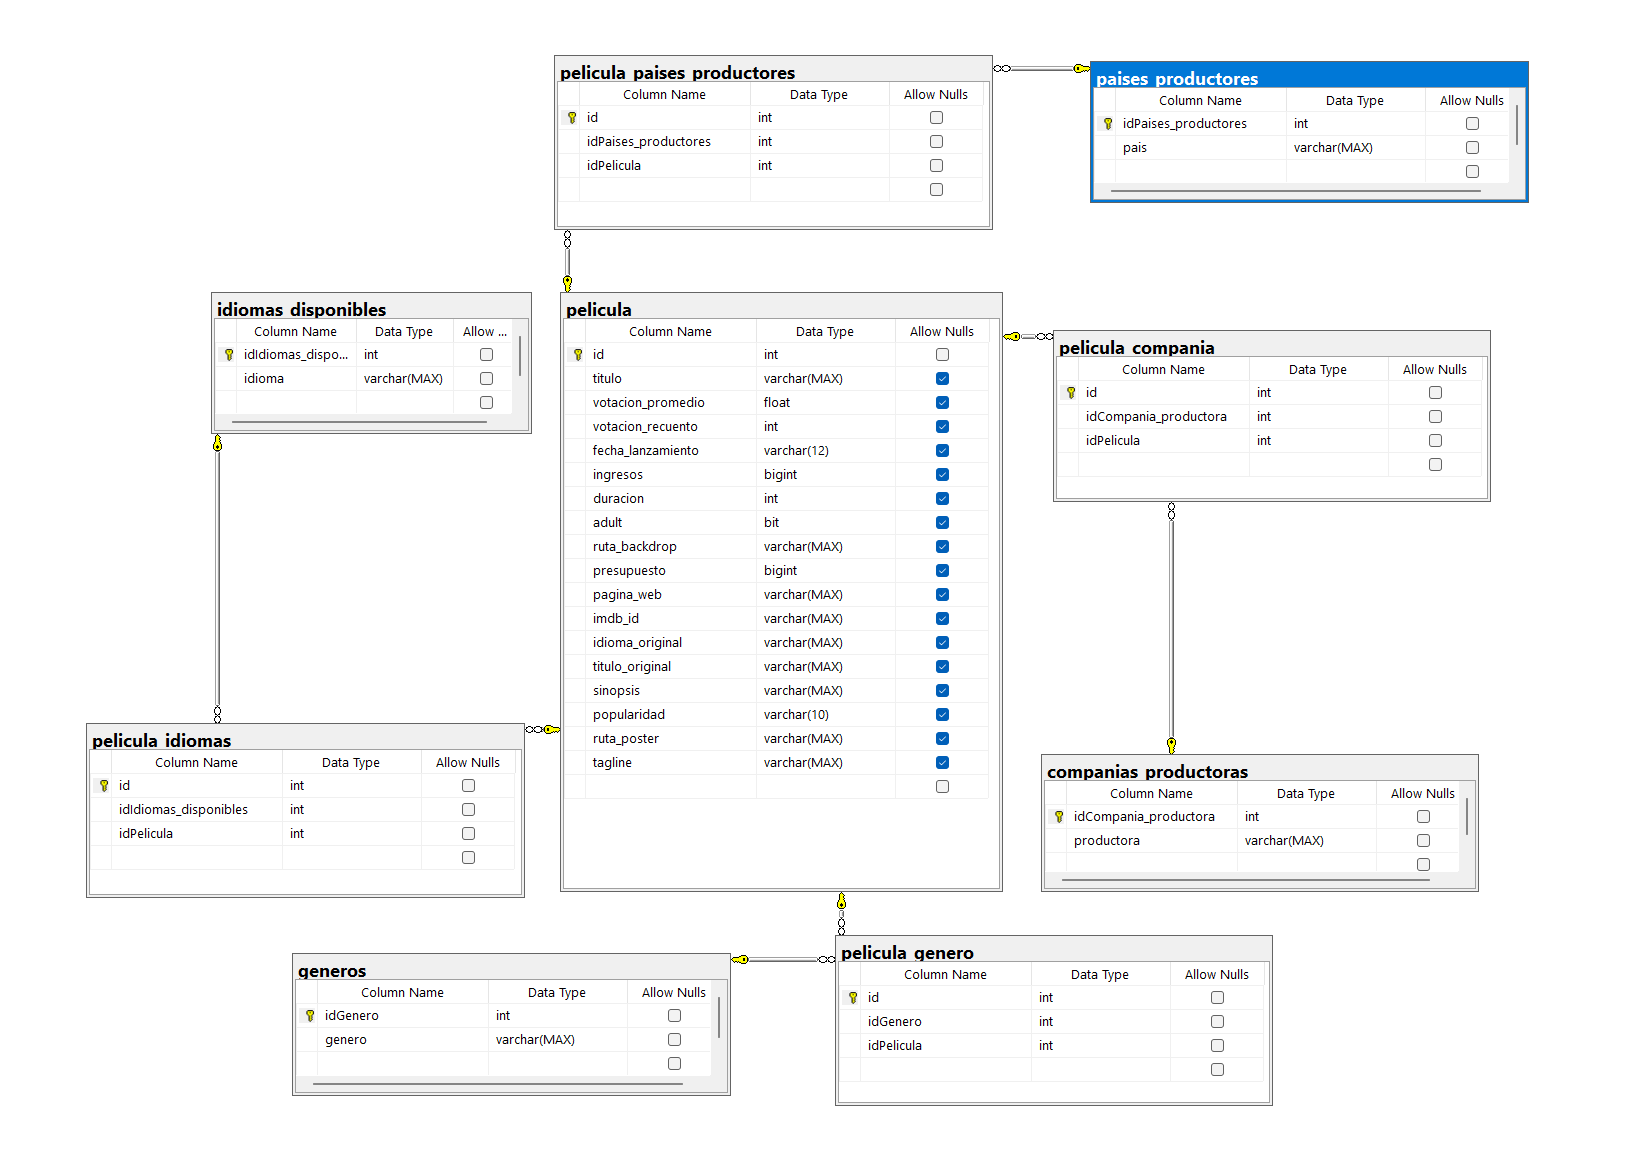 pelicula_paises_productores
Column Name Data Type Allow Nulls
id int
idPaises_productores int
idPelicula int
paises_productores
Column Name Data Type Allow Nulls
idPaises_productores int
pais varchar(MAX)
idiomas_disponibles
Column Name Data Type Allow ...
idIdiomas_dispo... int
idioma varchar(MAX)
pelicula
Column Name Data Type Allow Nulls
id int
titulo varchar(MAX)
votacion_promedio float
votacion_recuento int
fecha_lanzamiento varchar(12)
ingresos bigint
duracion int
adult bit
ruta_backdrop varchar(MAX)
presupuesto bigint
pagina_web varchar(MAX)
imdb_id varchar(MAX)
idioma_original varchar(MAX)
titulo_original varchar(MAX)
sinopsis varchar(MAX)
popularidad varchar(10)
ruta_poster varchar(MAX)
tagline varchar(MAX)
pelicula_compania
Column Name Data Type Allow Nulls
id int
idCompania_productora int
idPelicula int
pelicula_idiomas
Column Name Data Type Allow Nulls
id int
idIdiomas_disponibles int
idPelicula int
companias_productoras
Column Name Data Type Allow Nulls
idCompania_productora int
productora varchar(MAX)
generos
Column Name Data Type Allow Nulls
idGenero int
genero varchar(MAX)
pelicula_genero
Column Name Data Type Allow Nulls
id int
idGenero int
idPelicula int